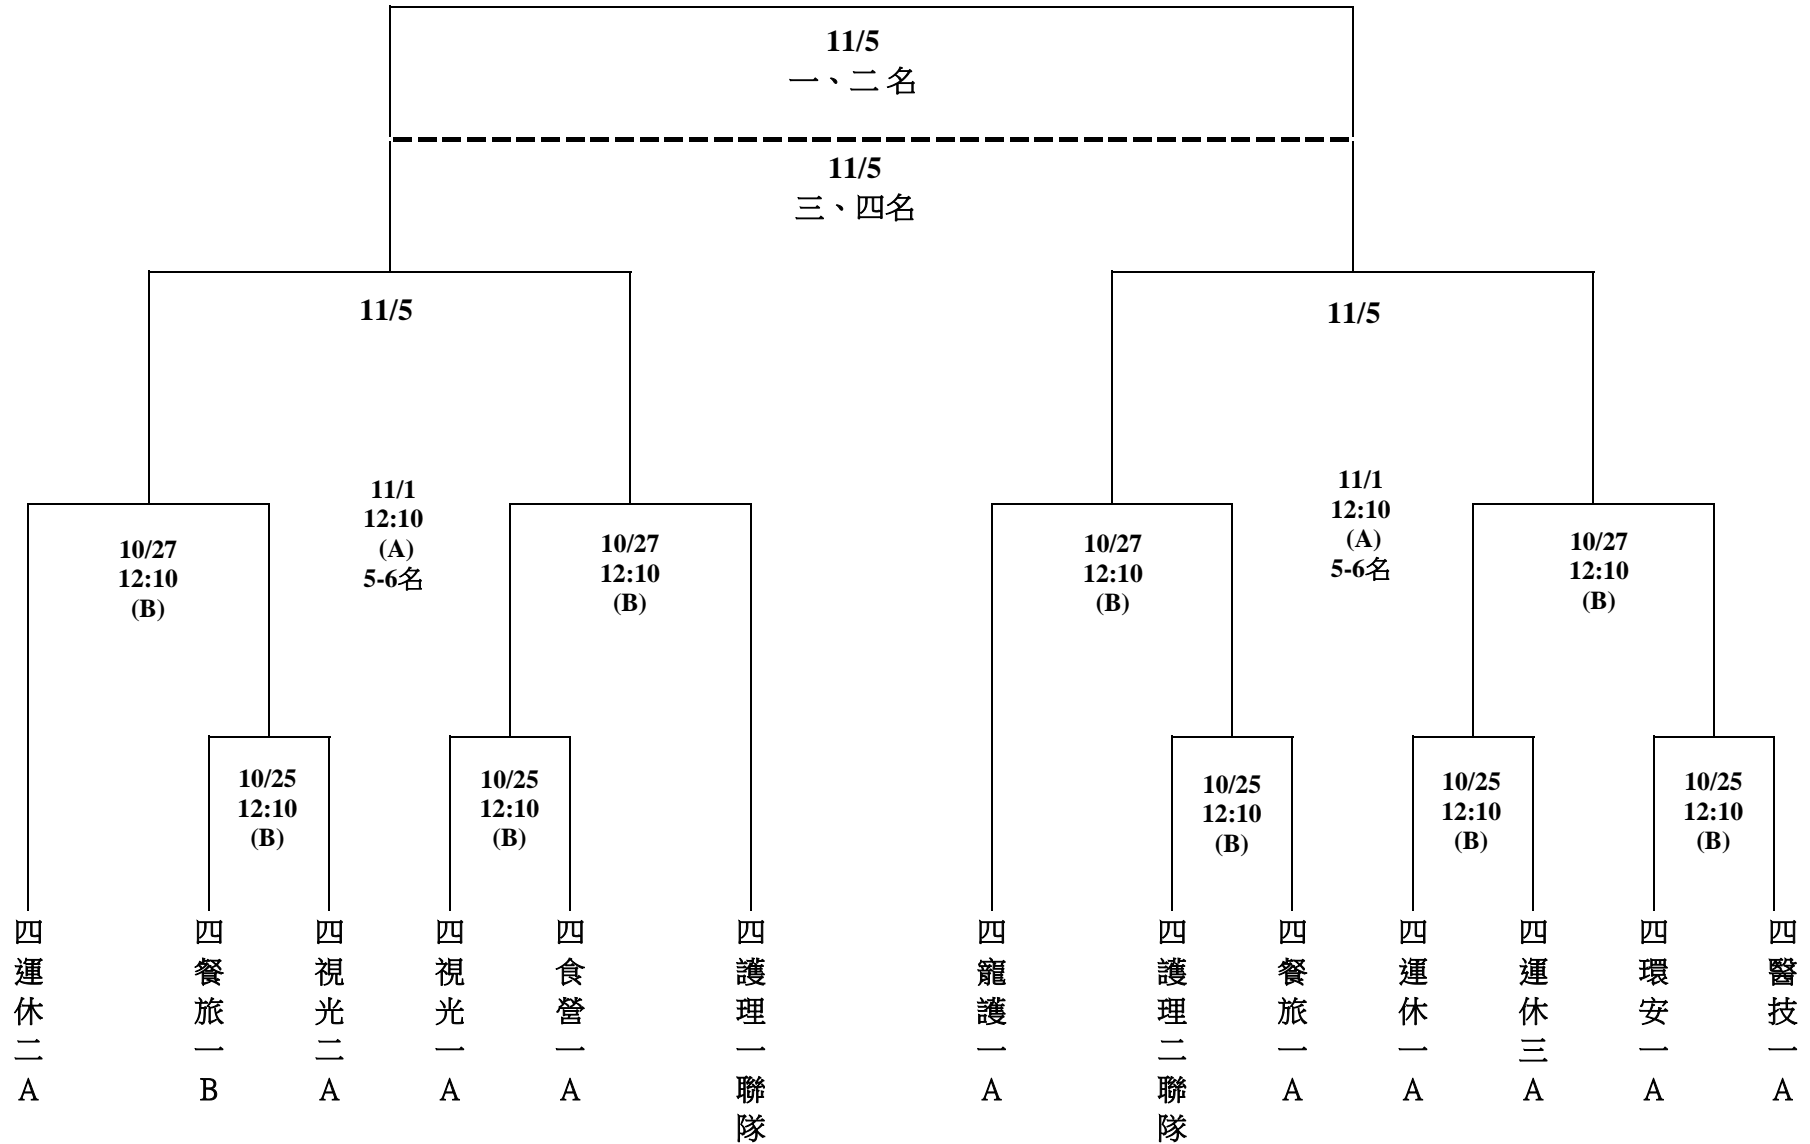 11/5
一、二 名
11/5
三、四名
11/5
11/5
11/1
12:10
(A)
5-6名
11/1
12:10
(A)
5-6名
10/27
12:10
(B)
10/27
12:10
(B)
10/27
12:10
(B)
10/27
12:10
(B)
10/25
12:10
(B)
10/25
12:10
(B)
10/25
12:10
(B)
10/25
12:10
(B)
10/25
12:10
(B)
四運休二A
四餐旅一B
四視光二A
四視光一A
四食營一A
四護理一聯隊
四寵護一A
四護理二聯隊
四餐旅一A
四運休一A
四運休三A
四環安一A
四醫技一A